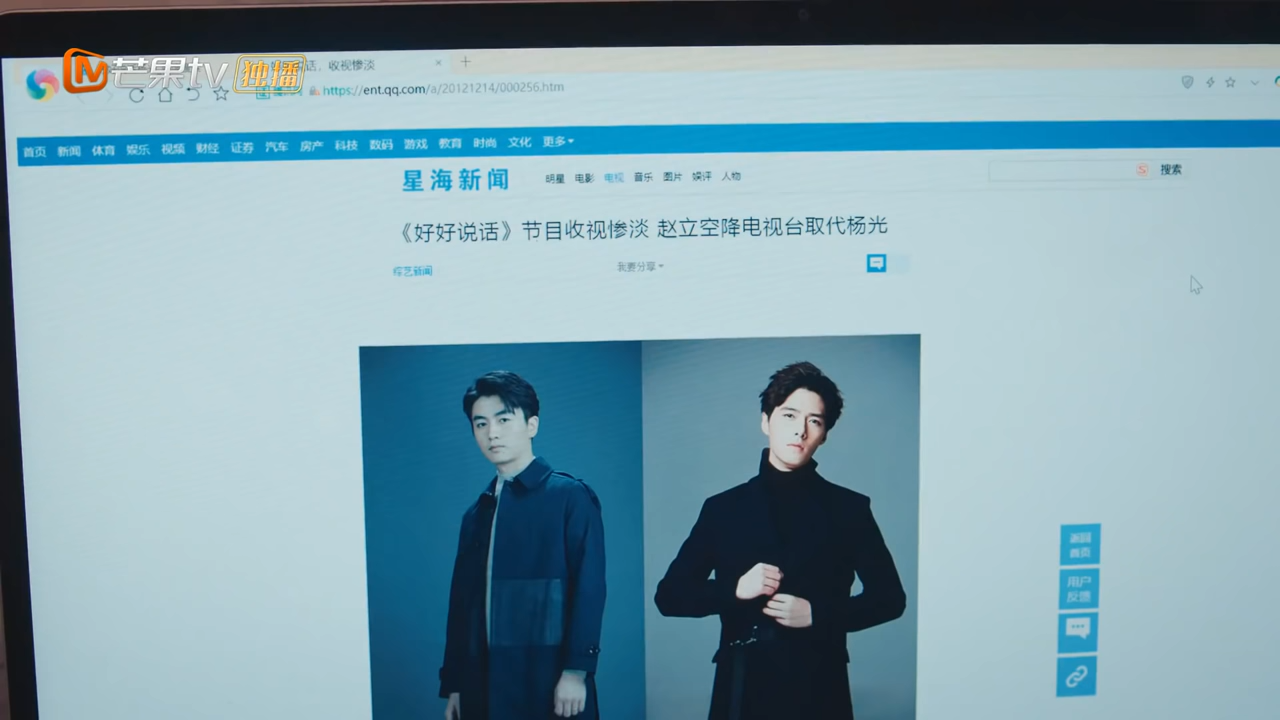 芒果tv 独播
话，收视惨淡
https://ent.qq.com/a/20121214/000256.htm
首页 新闻 体育 娱乐 视频 财经 证券 汽车 房产 科技 数码 游戏 教育 时尚 文化 更多
星海新闻 明星 电影 电视 音乐 图片 娱评 人物 搜索
《好好说话》节目收视惨淡 赵立空降电视台取代杨光
综艺新闻 我要分享
返回
首页
用户
反馈